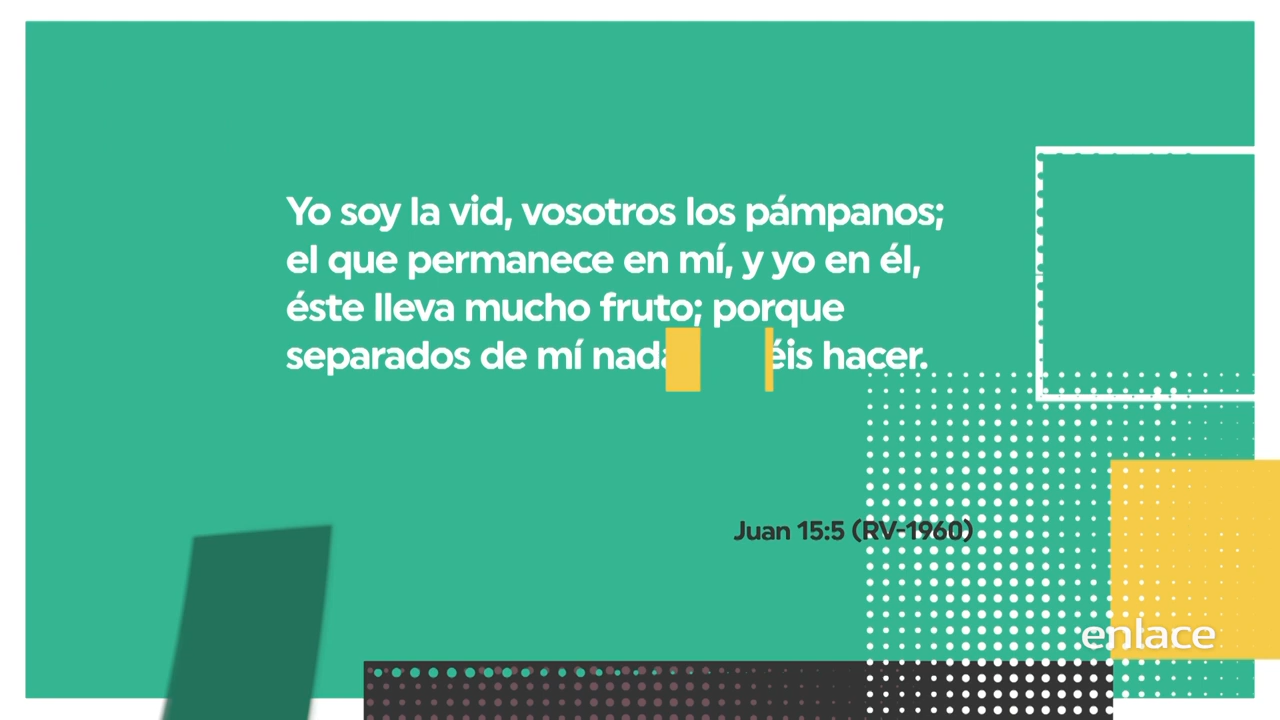 Yo soy la vid, vosotros los pámpanos;
el que permanece en mí, y yo en él,
éste lleva mucho fruto; porque
separados de mí nada hacer.
Juan 15:5 (RV-1960)
enlace